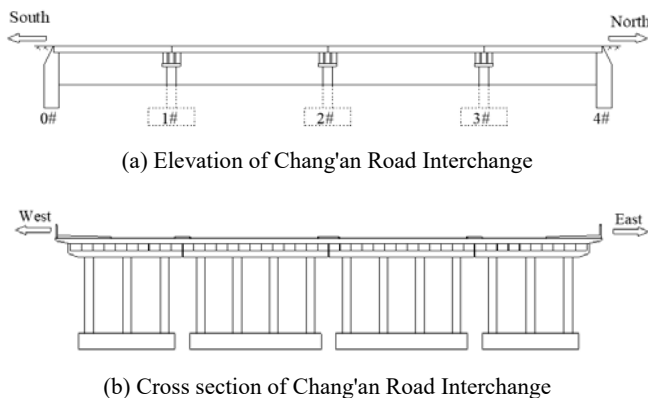 South
North
0#
1#
2#
3#
4#
(a) Elevation of Chang'an Road Interchange
West
East
(b) Cross section of Chang'an Road Interchange